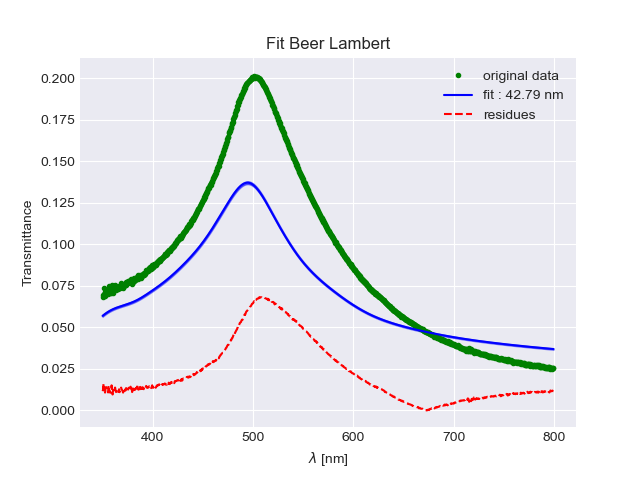 Fit Beer Lambert
original data
fit : 42.79 nm
residues
Transmittance
0.200
0.175
0.150
0.125
0.100
0.075
0.050
0.025
0.000
400
500
600
700
800
λ [nm]